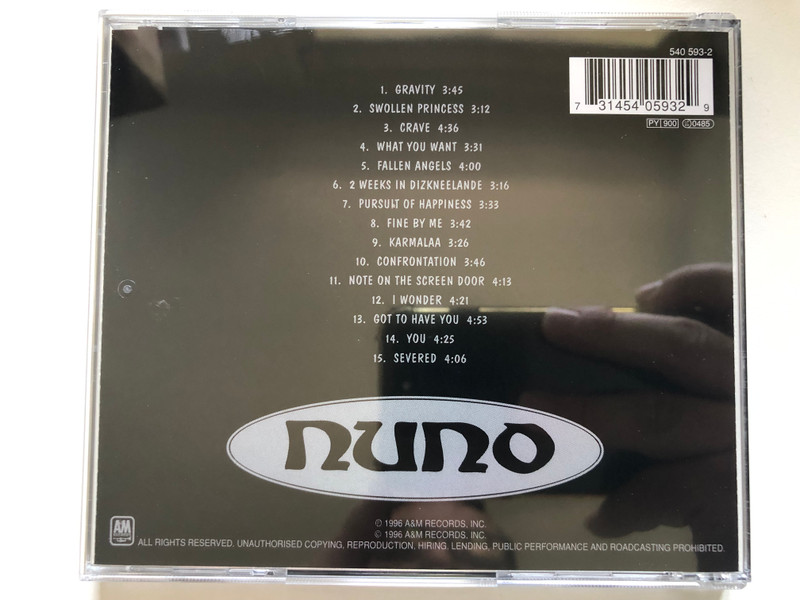 540 593-2
7 31454 05932 9
PY 900 0485
1. GRAVITY 3:45
2. SWOLLEN PRINCESS 3:12
3. CRAVE 4:36
4. WHAT YOU WANT 3:31
5. FALLEN ANGELS 4:00
6. 2 WEEKS IN DIZKNEELANDE 3:16
7. PURSUIT OF HAPPINESS 3:33
8. FINE BY ME 3:42
9. KARMALAA 3:26
10. CONFRONTATION 3:46
11. NOTE ON THE SCREEN DOOR 4:13
12. I WONDER 4:21
13. GOT TO HAVE YOU 4:53
14. YOU 4:25
15. SEVERED 4:06
nuno
℗ 1996 A&M RECORDS, INC.
© 1996 A&M RECORDS, INC.
A&M
ALL RIGHTS RESERVED. UNAUTHORISED COPYING, REPRODUCTION, HIRING, LENDING, PUBLIC PERFORMANCE AND ROADCASTING PROHIBITED.